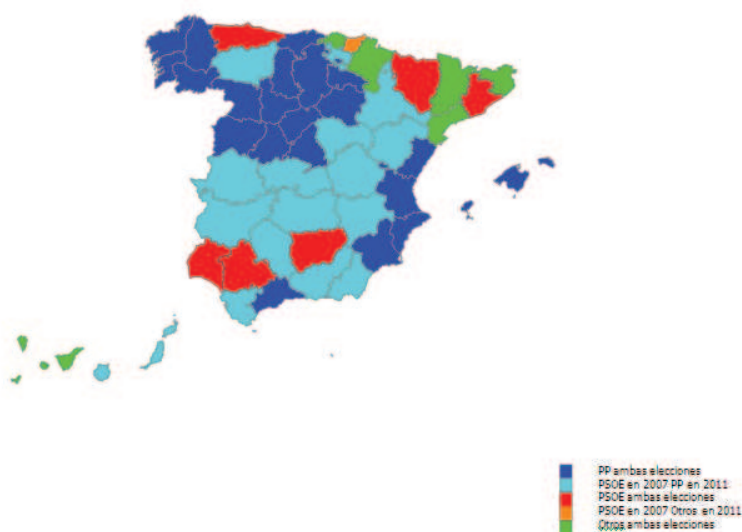 PP ambas elecciones
PSOE en 2007 PP en 2011
PSOE ambas elecciones
PSOE en 2007 Otros en 2011
Otros ambas elecciones